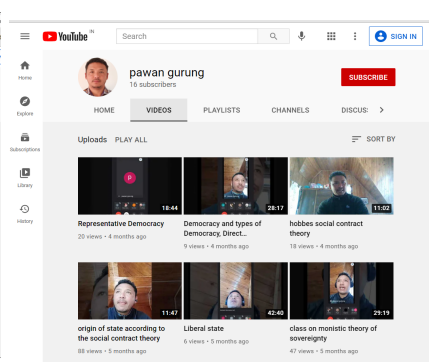 YouTube IN
Search
SIGN IN
Home
Explore
Subscriptions
Library
History
pawan gurung
16 subscribers
SUBSCRIBE
HOME VIDEOS PLAYLISTS CHANNELS DISCUS:
Uploads PLAY ALL
SORT BY
P
18:44
28:17
11:02
Representative Democracy
20 views • 4 months ago
Democracy and types of
Democracy, Direct...
9 views • 4 months ago
hobbes social contract
theory
18 views • 4 months ago
11:47
42:40
29:19
origin of state according to
the social contract theory
88 views • 5 months ago
Liberal state
6 views • 5 months ago
class on monistic theory of
sovereignty
47 views • 5 months ago